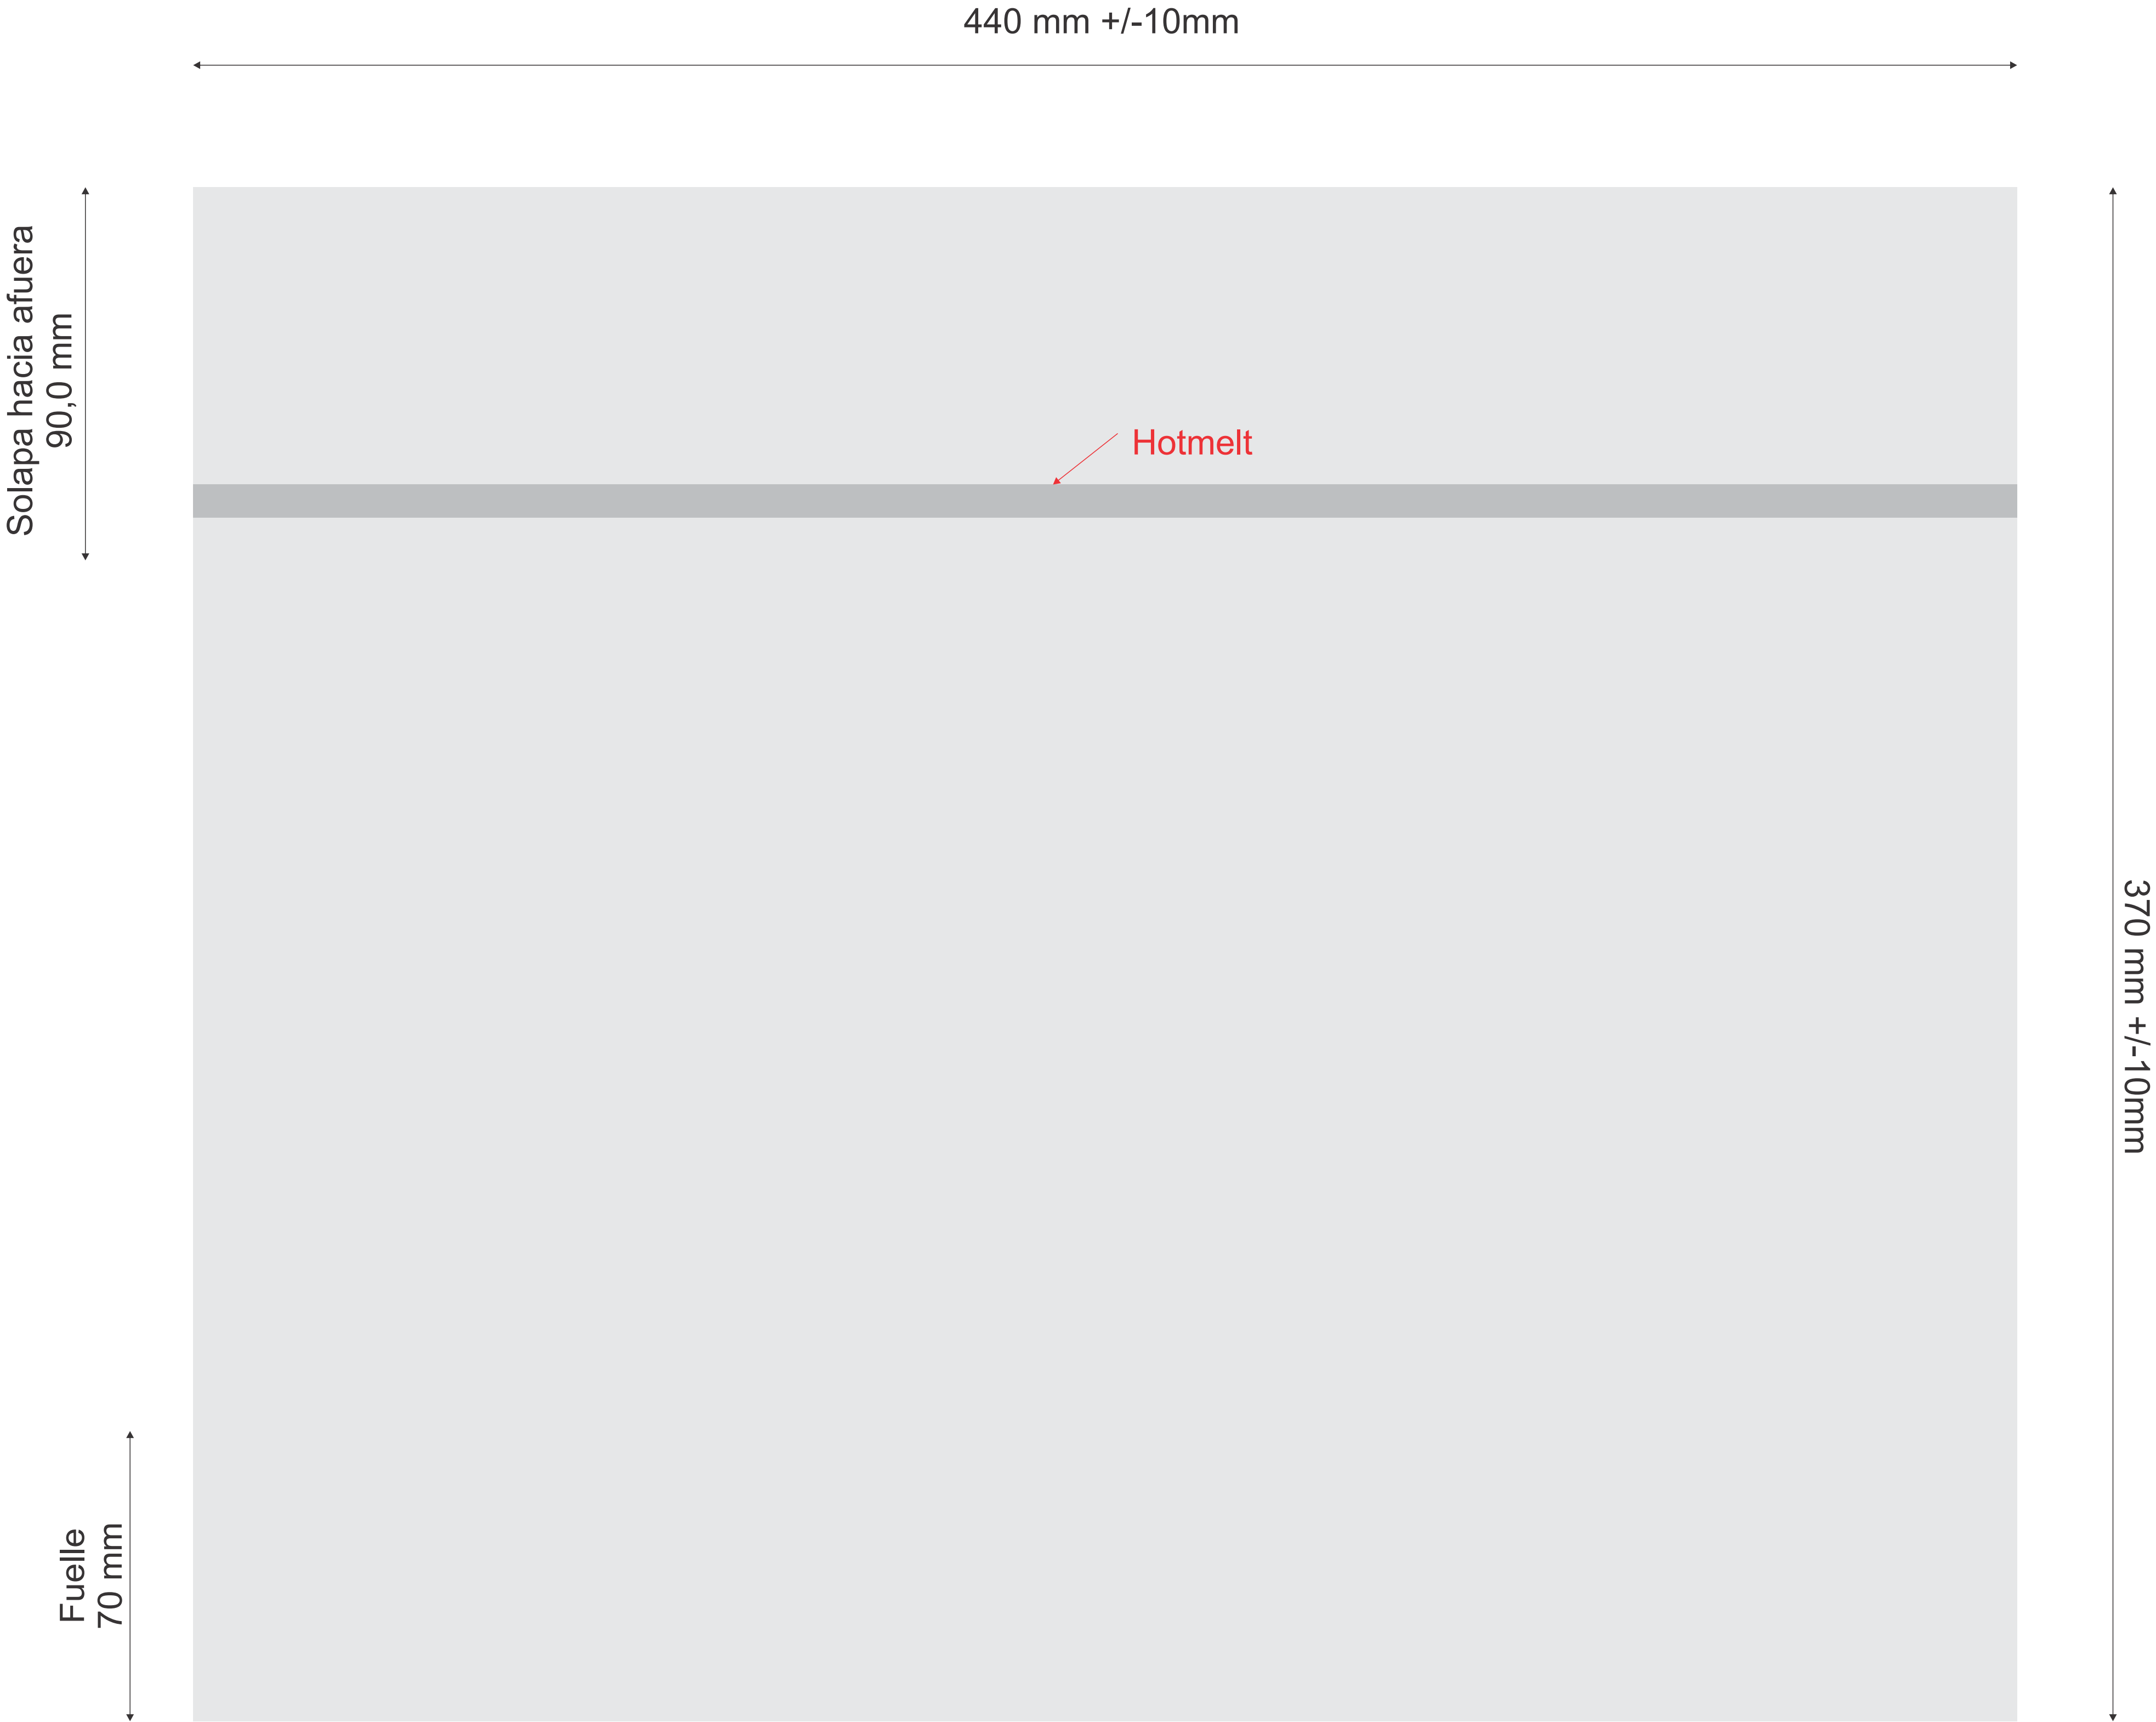 440 mm +/-10mm
Solapa hacia afuera
90,0 mm
Hotmelt
370 mm +/-10mm
Fuelle
70 mm